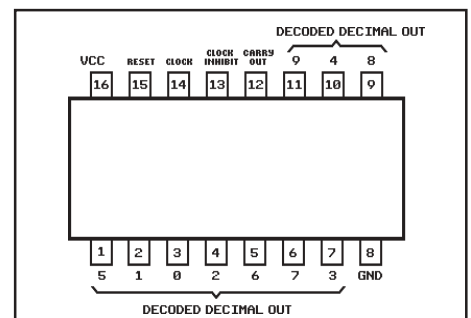 DECODED DECIMAL OUT
VCC RESET CLOCK CLOCK INHIBIT CARRY OUT 9 4 8
16 15 14 13 12 11 10 9
1 2 3 4 5 6 7 8
5 1 0 2 6 7 3 GND
DECODED DECIMAL OUT